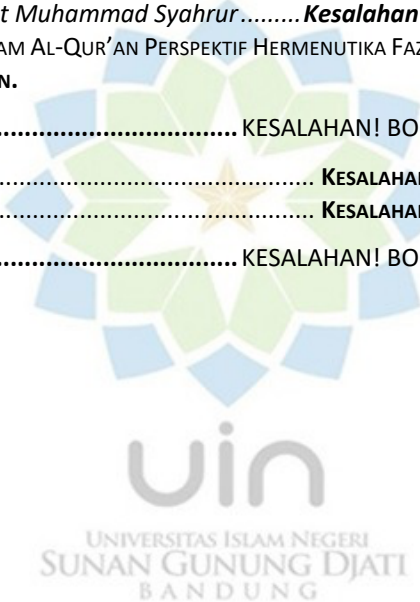 t Muhammad Syahrur.........Kesalahan
AM AL-QUR'AN PERSPEKTIF HERMENUTIKA FAZ
N.
..................................KESALAHAN! BO
............................................. KESALAHAN
............................................. KESALAHAN
..................................KESALAHAN! BO
uin
UNIVERSITAS ISLAM NEGERI
SUNAN GUNUNG DJATI
BANDUNG